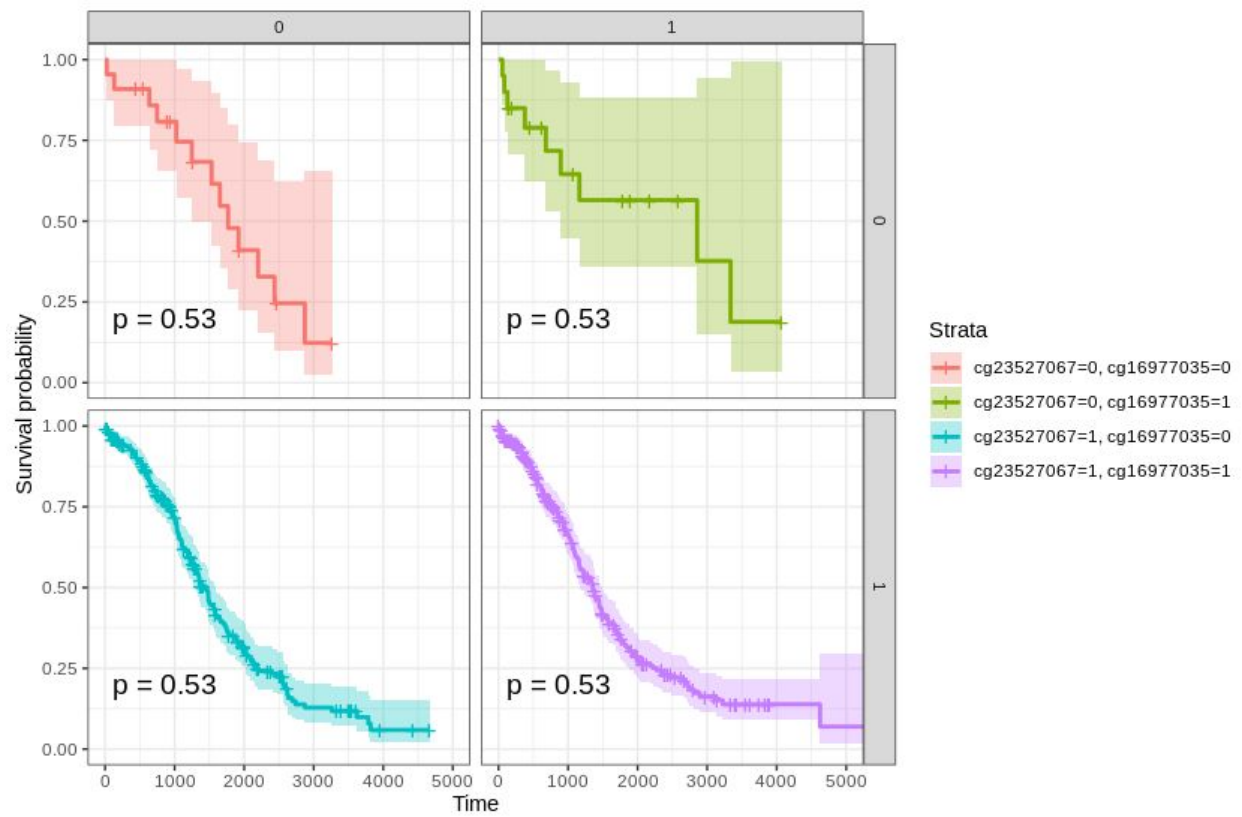 0
1
1.00
0.75
0.50
0.25
0.00
p = 0.53
p = 0.53
0
Survival probability
1.00
0.75
0.50
0.25
0.00
p = 0.53
p = 0.53
1
0 1000 2000 3000 4000 5000
0 1000 2000 3000 4000 5000
Time
Strata
cg23527067=0, cg16977035=0
cg23527067=0, cg16977035=1
cg23527067=1, cg16977035=0
cg23527067=1, cg16977035=1